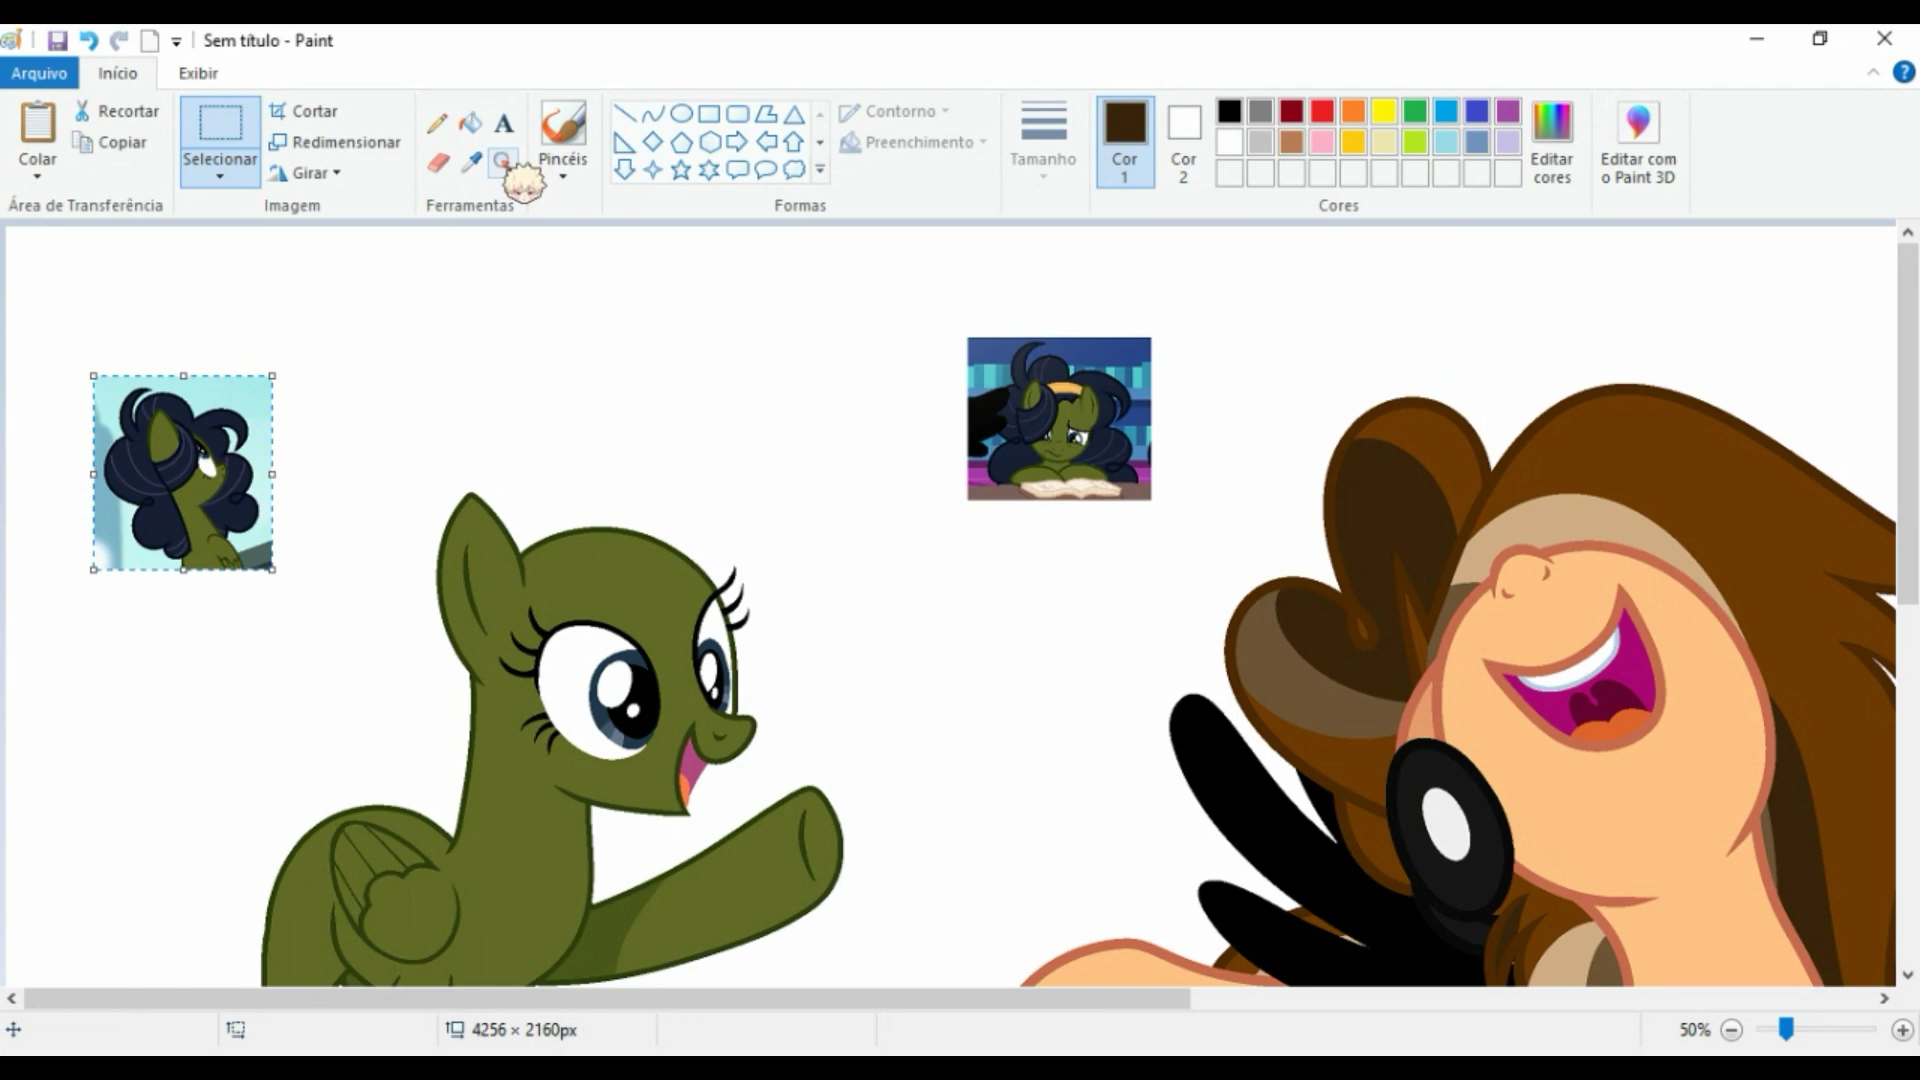 Sem título - Paint
Arquivo Início Exibir
Colar
Recortar
Copiar
Área de Transferência
Selecionar
Cortar
Redimensionar
Girar
Imagem
A
Ferramentas
Pincéis
Contorno
Preenchimento
Formas
Tamanho
Cor
1
Cor
2
Editar
cores
Cores
Editar com
o Paint 3D
4256 × 2160px
50%